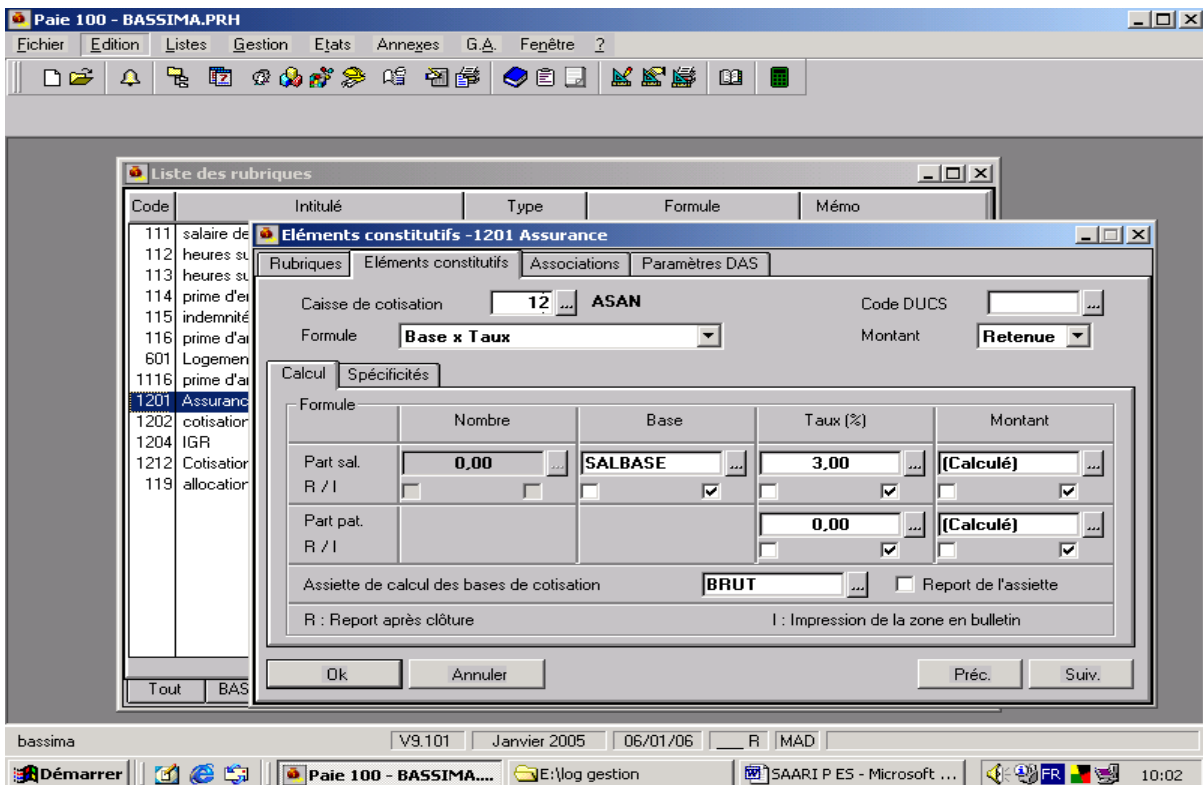 Paie 100 - BASSIMA.PRH
Fichier Edition Listes Gestion Etats Annexes G.A. Fenêtre ?
Liste des rubriques
Code Intitulé Type Formule Mémo
111 salaire de
112 heures su
113 heures su
114 prime d'e
115 indemnité
116 prime d'a
601 Logemen
1116 prime d'a
1201 Assuranc
1202 cotisation
1204 IGR
1212 Cotisation
119 allocation
Tout BAS
Eléments constitutifs -1201 Assurance
Rubriques Eléments constitutifs Associations Paramètres DAS
Caisse de cotisation 12 ... ASAN Code DUCS ...
Formule Base x Taux Montant Retenue
Calcul Spécificités
Formule
Nombre Base Taux (%) Montant
Part sal. 0,00 ... SALBASE ... 3,00 ... (Calculé) ...
R / I
Part pat. 0,00 ... (Calculé) ...
R / I
Assiette de calcul des bases de cotisation BRUT ... Report de l'assiette
R : Report après clôture I : Impression de la zone en bulletin
Ok Annuler Préc. Suiv.
bassima V9.101 Janvier 2005 06/01/06 ___ R MAD
Démarrer Paie 100 - BASSIMA.... E:\log gestion SAARI P ES - Microsoft ... FR 10:02